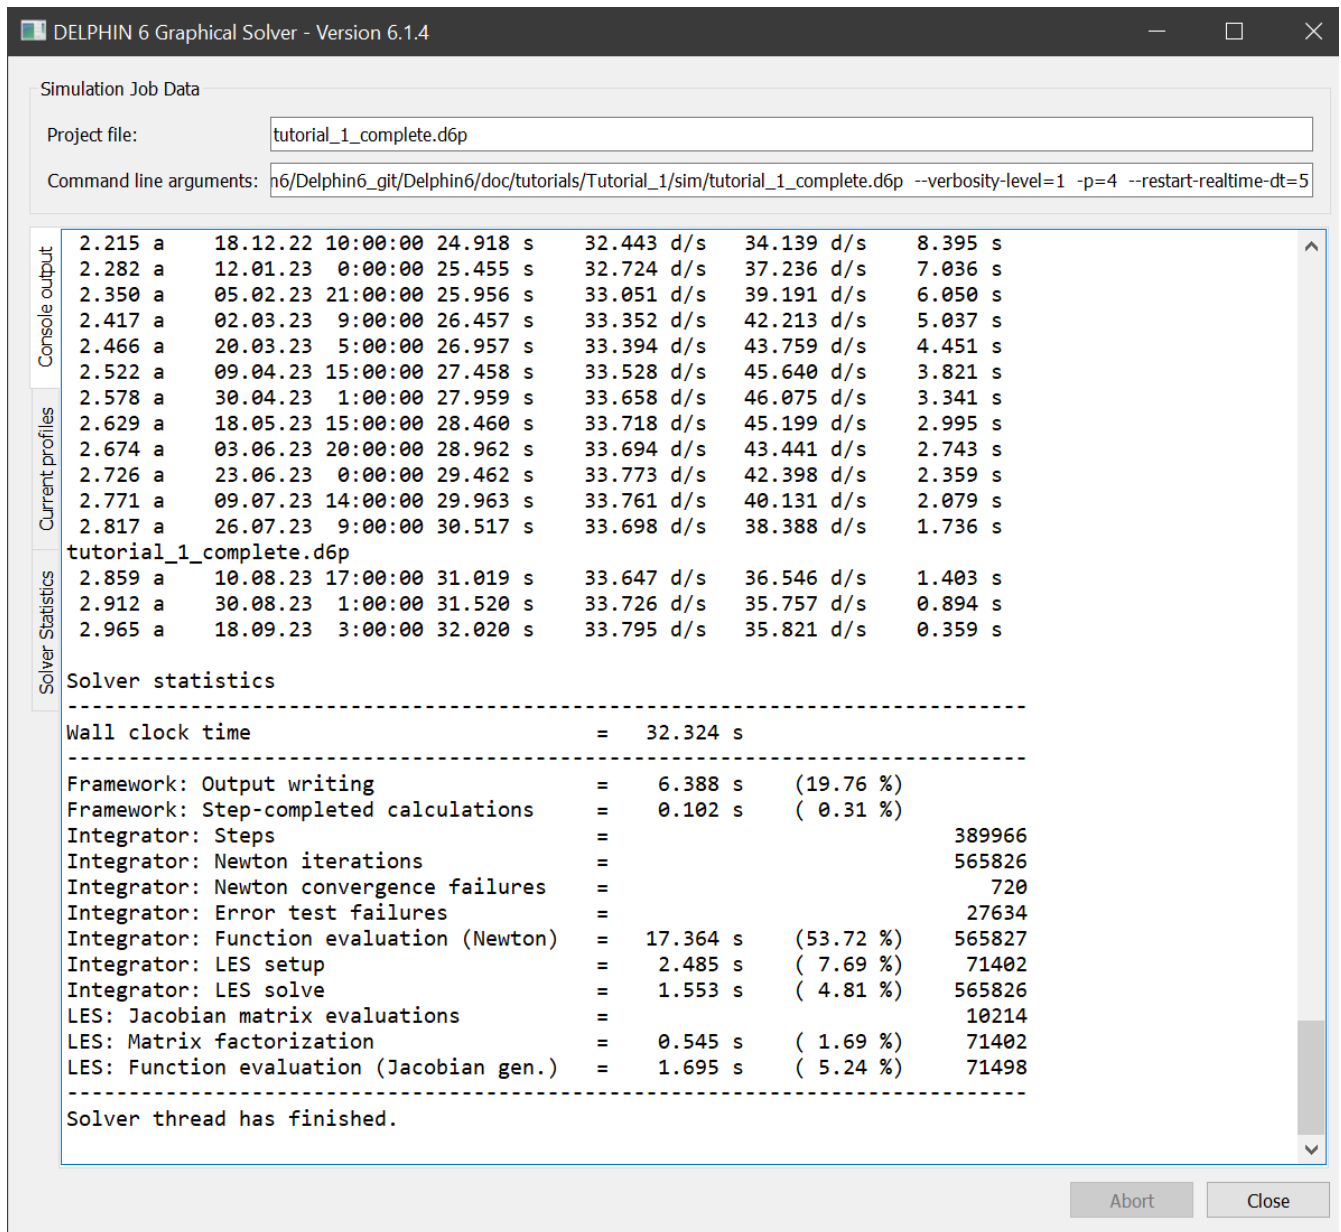 DELPHIN 6 Graphical Solver - Version 6.1.4
Simulation Job Data
Project file: tutorial_1_complete.d6p
Command line arguments: n6/Delphin6_git/Delphin6/doc/tutorials/Tutorial_1/sim/tutorial_1_complete.d6p --verbosity-level=1 -p=4 --restart-realtime-dt=5
Console output
Current profiles
Solver Statistics
2.215 a 18.12.22 10:00:00 24.918 s 32.443 d/s 34.139 d/s 8.395 s
2.282 a 12.01.23 0:00:00 25.455 s 32.724 d/s 37.236 d/s 7.036 s
2.350 a 05.02.23 21:00:00 25.956 s 33.051 d/s 39.191 d/s 6.050 s
2.417 a 02.03.23 9:00:00 26.457 s 33.352 d/s 42.213 d/s 5.037 s
2.466 a 20.03.23 5:00:00 26.957 s 33.394 d/s 43.759 d/s 4.451 s
2.522 a 09.04.23 15:00:00 27.458 s 33.528 d/s 45.640 d/s 3.821 s
2.578 a 30.04.23 1:00:00 27.959 s 33.658 d/s 46.075 d/s 3.341 s
2.629 a 18.05.23 15:00:00 28.460 s 33.718 d/s 45.199 d/s 2.995 s
2.674 a 03.06.23 20:00:00 28.962 s 33.694 d/s 43.441 d/s 2.743 s
2.726 a 23.06.23 0:00:00 29.462 s 33.773 d/s 42.398 d/s 2.359 s
2.771 a 09.07.23 14:00:00 29.963 s 33.761 d/s 40.131 d/s 2.079 s
2.817 a 26.07.23 9:00:00 30.517 s 33.698 d/s 38.388 d/s 1.736 s
tutorial_1_complete.d6p
2.859 a 10.08.23 17:00:00 31.019 s 33.647 d/s 36.546 d/s 1.403 s
2.912 a 30.08.23 1:00:00 31.520 s 33.726 d/s 35.757 d/s 0.894 s
2.965 a 18.09.23 3:00:00 32.020 s 33.795 d/s 35.821 d/s 0.359 s
Solver statistics
------------------------------------------------------------------------------
Wall clock time = 32.324 s
------------------------------------------------------------------------------
Framework: Output writing = 6.388 s (19.76 %)
Framework: Step-completed calculations = 0.102 s ( 0.31 %)
Integrator: Steps = 389966
Integrator: Newton iterations = 565826
Integrator: Newton convergence failures = 720
Integrator: Error test failures = 27634
Integrator: Function evaluation (Newton) = 17.364 s (53.72 %) 565827
Integrator: LES setup = 2.485 s ( 7.69 %) 71402
Integrator: LES solve = 1.553 s ( 4.81 %) 565826
LES: Jacobian matrix evaluations = 10214
LES: Matrix factorization = 0.545 s ( 1.69 %) 71402
LES: Function evaluation (Jacobian gen.) = 1.695 s ( 5.24 %) 71498
------------------------------------------------------------------------------
Solver thread has finished.
Abort
Close